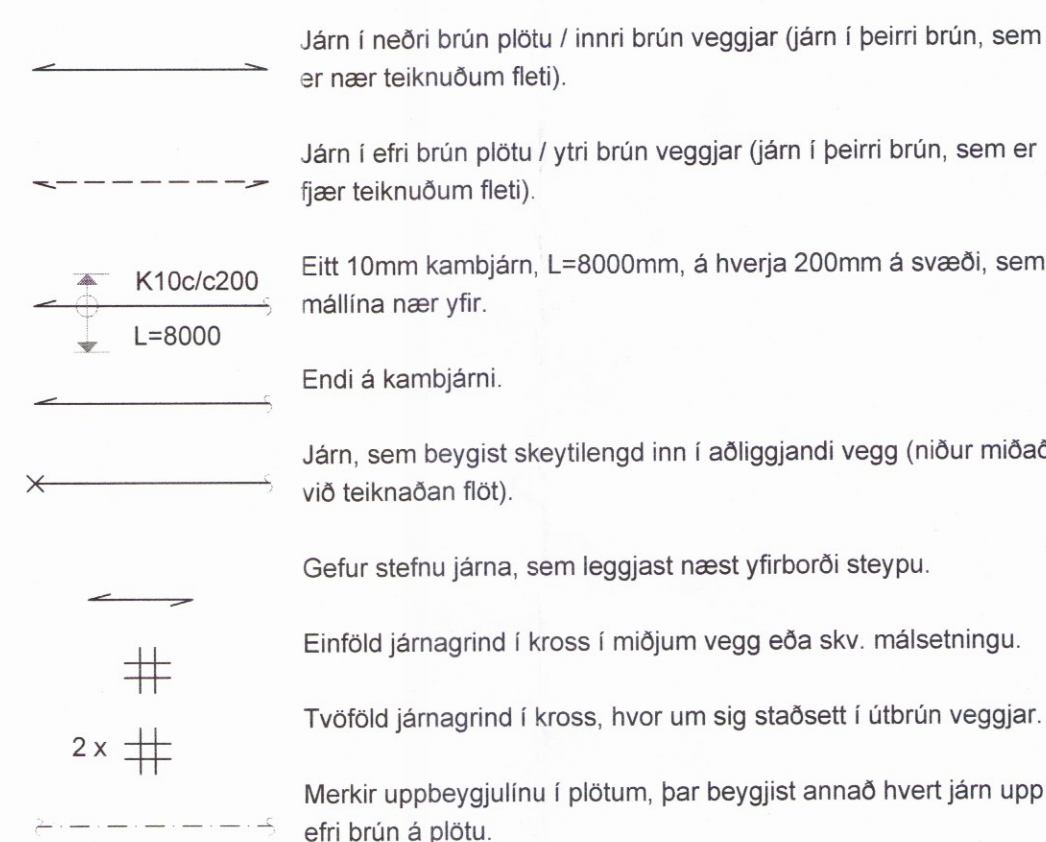 Járn í neðri brún plötu / innri brún veggjar (járn í þeirri brún, sem
er nær teiknuðum fleti).
Járn í efri brún plötu / ytri brún veggjar (járn í þeirri brún, sem er
fjær teiknuðum fleti).
K10c/c200
L=8000
Eitt 10mm kambjárn, L=8000mm, á hverja 200mm á svæði, sem
mállína nær yfir.
Endi á kambjárni.
Járn, sem beygist skeytilengd inn í aðliggjandi vegg (niður miðað
við teiknaðan flöt).
Gefur stefnu járna, sem leggjast næst yfirborði steypu.
Einföld járnagrind í kross í miðjum vegg eða skv. málsetningu.
2 x
Tvöföld járnagrind í kross, hvor um sig staðsett í útbrún veggjar.
Merkir uppbeygjulínu í plötum, þar beygjist annað hvert járn upp
efri brún á plötu.